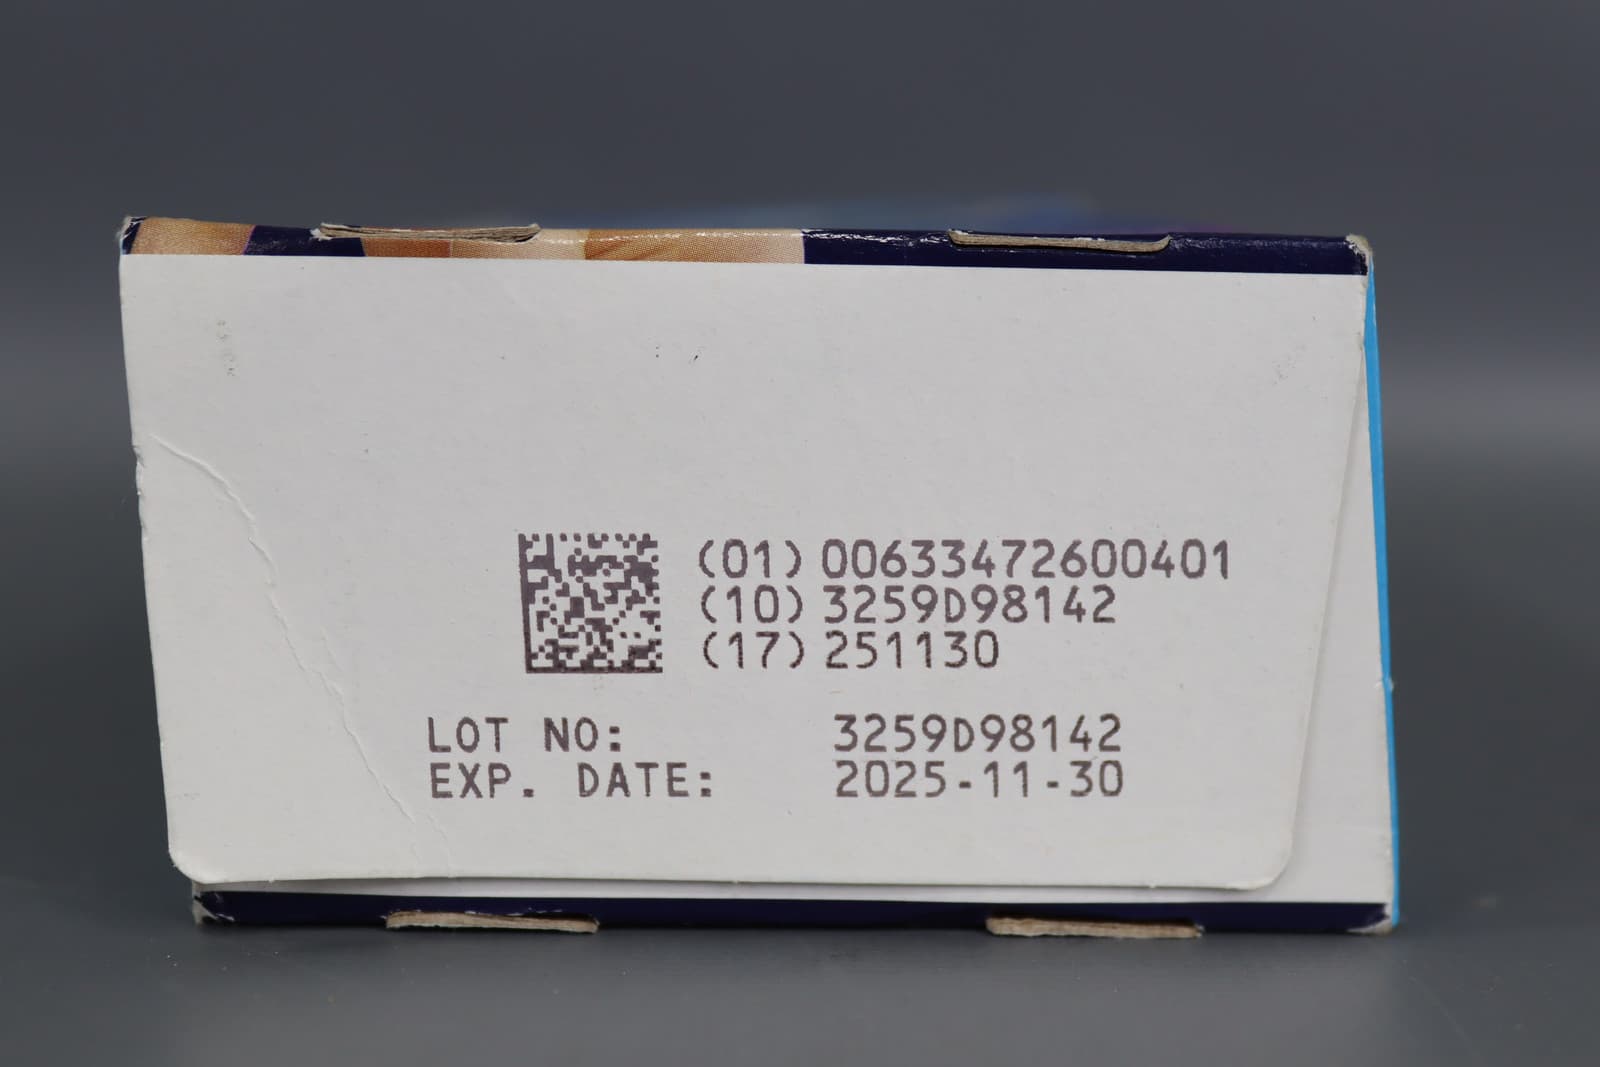 (01) 00633472600401
(10) 3259D98142
(17) 251130
LOT NO: 3259D98142
EXP. DATE: 2025-11-30